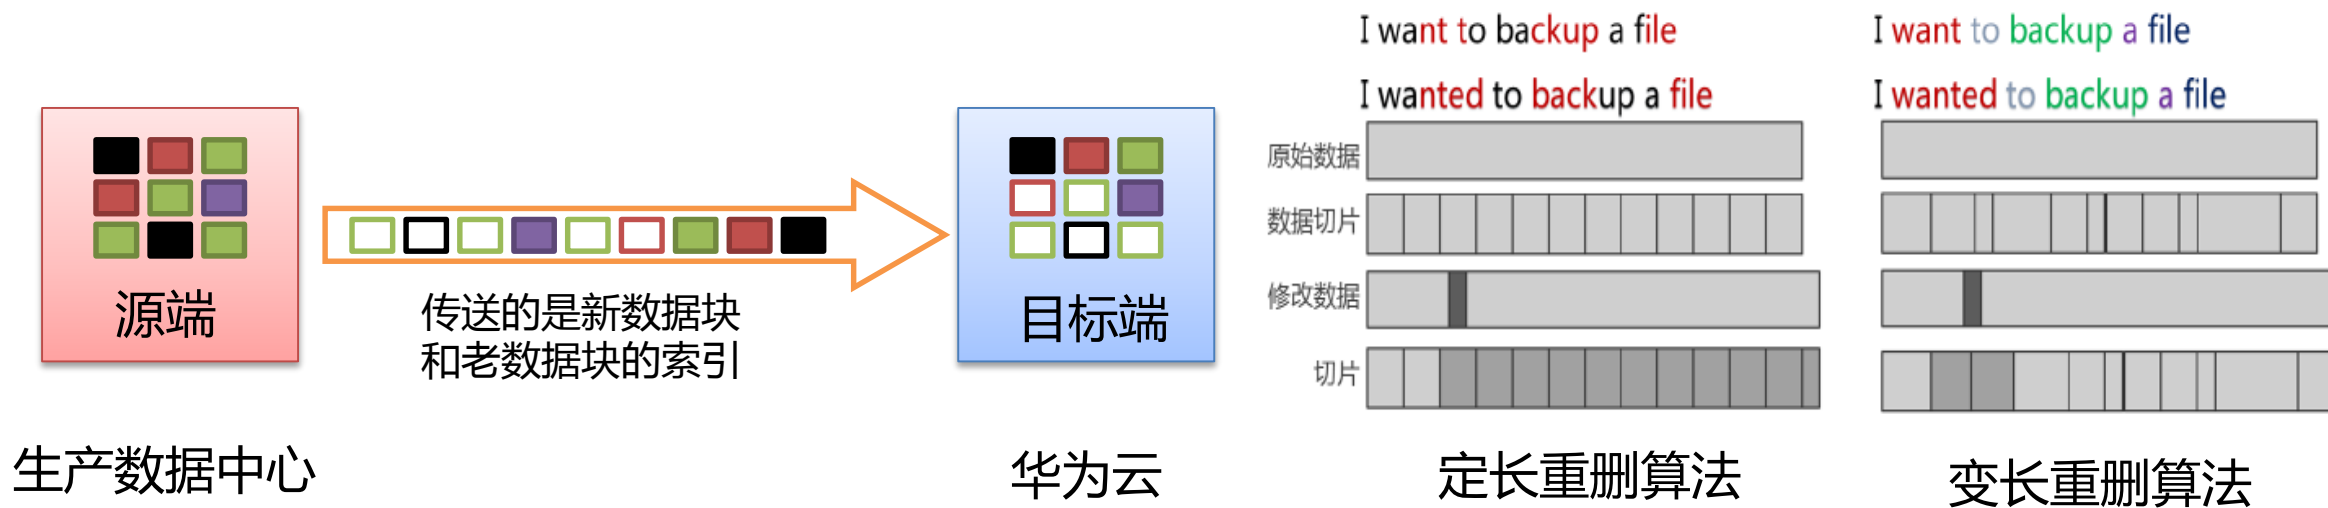 源端
生产数据中心
传送的是新数据块
和老数据块的索引
目标端
华为云
I want to backup a file
I wanted to backup a file
原始数据
数据切片
修改数据
切片
定长重删算法
I want to backup a file
I wanted to backup a file
变长重删算法